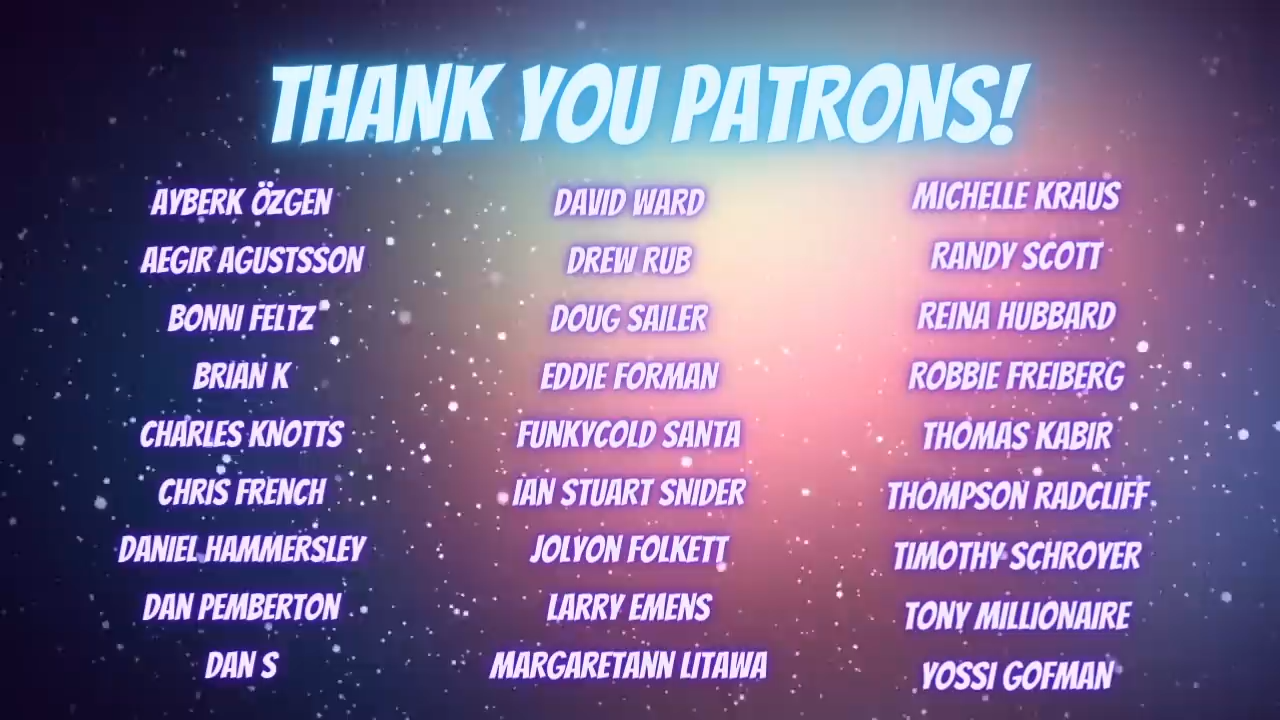 THANK YOU PATRONS!
AYBERK ÖZGEN
AEGIR AGUSTSSON
BONNI FELTZ
BRIAN K
CHARLES KNOTTS
CHRIS FRENCH
DANIEL HAMMERSLEY
DAN PEMBERTON
DAN S
DAVID WARD
DREW RUB
DOUG SAILER
EDDIE FORMAN
FUNKYCOLD SANTA
IAN STUART SNIDER
JOLYON FOLKETT
LARRY EMENS
MARGARETANN LITAWA
MICHELLE KRAUS
RANDY SCOTT
REINA HUBBARD
ROBBIE FREIBERG
THOMAS KABIR
THOMPSON RADCLIFF
TIMOTHY SCHROYER
TONY MILLIONAIRE
YOSSI GOFMAN